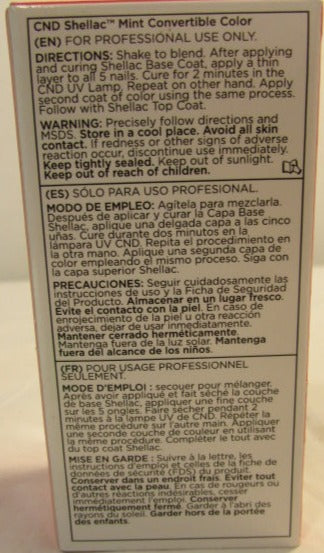 CND Shellac™ Mint Convertible Color
(EN) FOR PROFESSIONAL USE ONLY.
DIRECTIONS: Shake to blend. After applying
and curing Shellac Base Coat, apply a thin
layer to all 5 nails. Cure for 2 minutes in the
CND UV Lamp, Repeat on other hand. Apply
second coat of color using the same process.
Follow with Shellac Top Coat.
WARNING: Precisely follow directions and
MSDS. Store in a cool place. Avoid all skin
contact. If redness or other signs of adverse
reaction occur, discontinue use immediately.
Keep tightly sealed. Keep out of sunlight.
Keep out of reach of children.
(ES) SÓLO PARA USO PROFESIONAL.
MODO DE EMPLEO: Agítela para mezclarla.
Después de aplicar y curar la Capa Base
Shellac, aplique una delgada capa a las cinco
uñas. Cure durante dos minutos en la
lámpara UV CND. Repita el procedimiento en
la otra mano. Aplique una segunda capa de
color empleando el mismo proceso. Siga con
la capa superior Shellac.
PRECAUCIONES: Seguir cuidadosamente las
instrucciones de uso y la Ficha de Seguridad
del Producto. Almacenar en un lugar fresco.
Evite el contacto con la piel. En caso de
enrojecimiento de la piel u otra reacción
adversa, dejar de usar inmediatamente.
Mantener cerrado herméticamente.
Mantenga fuera de la luz solar. Mantenga
fuera del alcance de los niños.
(FR) POUR USAGE PROFESSIONNEL
SEULEMENT.
MODE D'EMPLOI : secouer pour mélanger.
Après avoir appliqué et fait séché la couche
de base Shellac, appliquer une fine couche
sur les 5 ongles. Faire sécher pendant 2
minutes à la lampe UV de CND. Répéter la
même procédure sur l'autre main. Appliquer
une seconde couche de couleur en utilisant
la même procédure. Complèter le tout avec
du top coat Shellac.
MISE EN GARDE : Suivre à la lettre, les
instructions d'emploi et celles de la fiche de
données de sécurité (FDS) du produit.
Conserver dans un endroit frais. Éviter tout
contact avec la peau. En cas de rougeurs ou
d'autres réactions indésirables, cesser
immédiatement l'emploi. Conserver
hermétiquement fermé. Garder à l'abri des
rayons du soleil. Garder hors de la portée
des enfants.